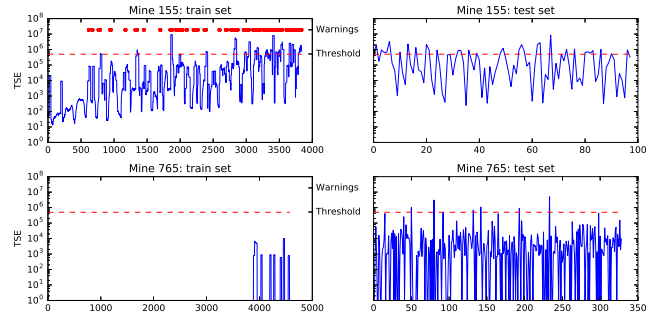 Mine 155: train set
Mine 155: test set
TSE
10^8
10^7
10^6
10^5
10^4
10^3
10^2
10^1
10^0
Warnings
Threshold
0 500 1000 1500 2000 2500 3000 3500 4000
0 20 40 60 80 100
Mine 765: train set
Mine 765: test set
TSE
10^8
10^7
10^6
10^5
10^4
10^3
10^2
10^1
10^0
Warnings
Threshold
0 1000 2000 3000 4000 5000
0 50 100 150 200 250 300 350